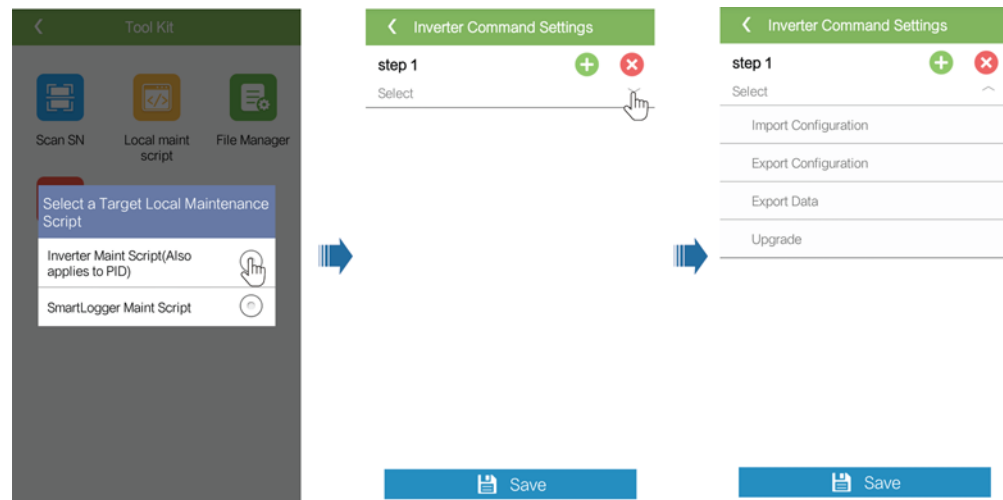 Tool Kit
Scan SN
Local maint
script
File Manager
Select a Target Local Maintenance
Script
Inverter Maint Script(Also
applies to PID)
SmartLogger Maint Script
Inverter Command Settings
step 1
Select
Save
Inverter Command Settings
step 1
Select
Import Configuration
Export Configuration
Export Data
Upgrade
Save